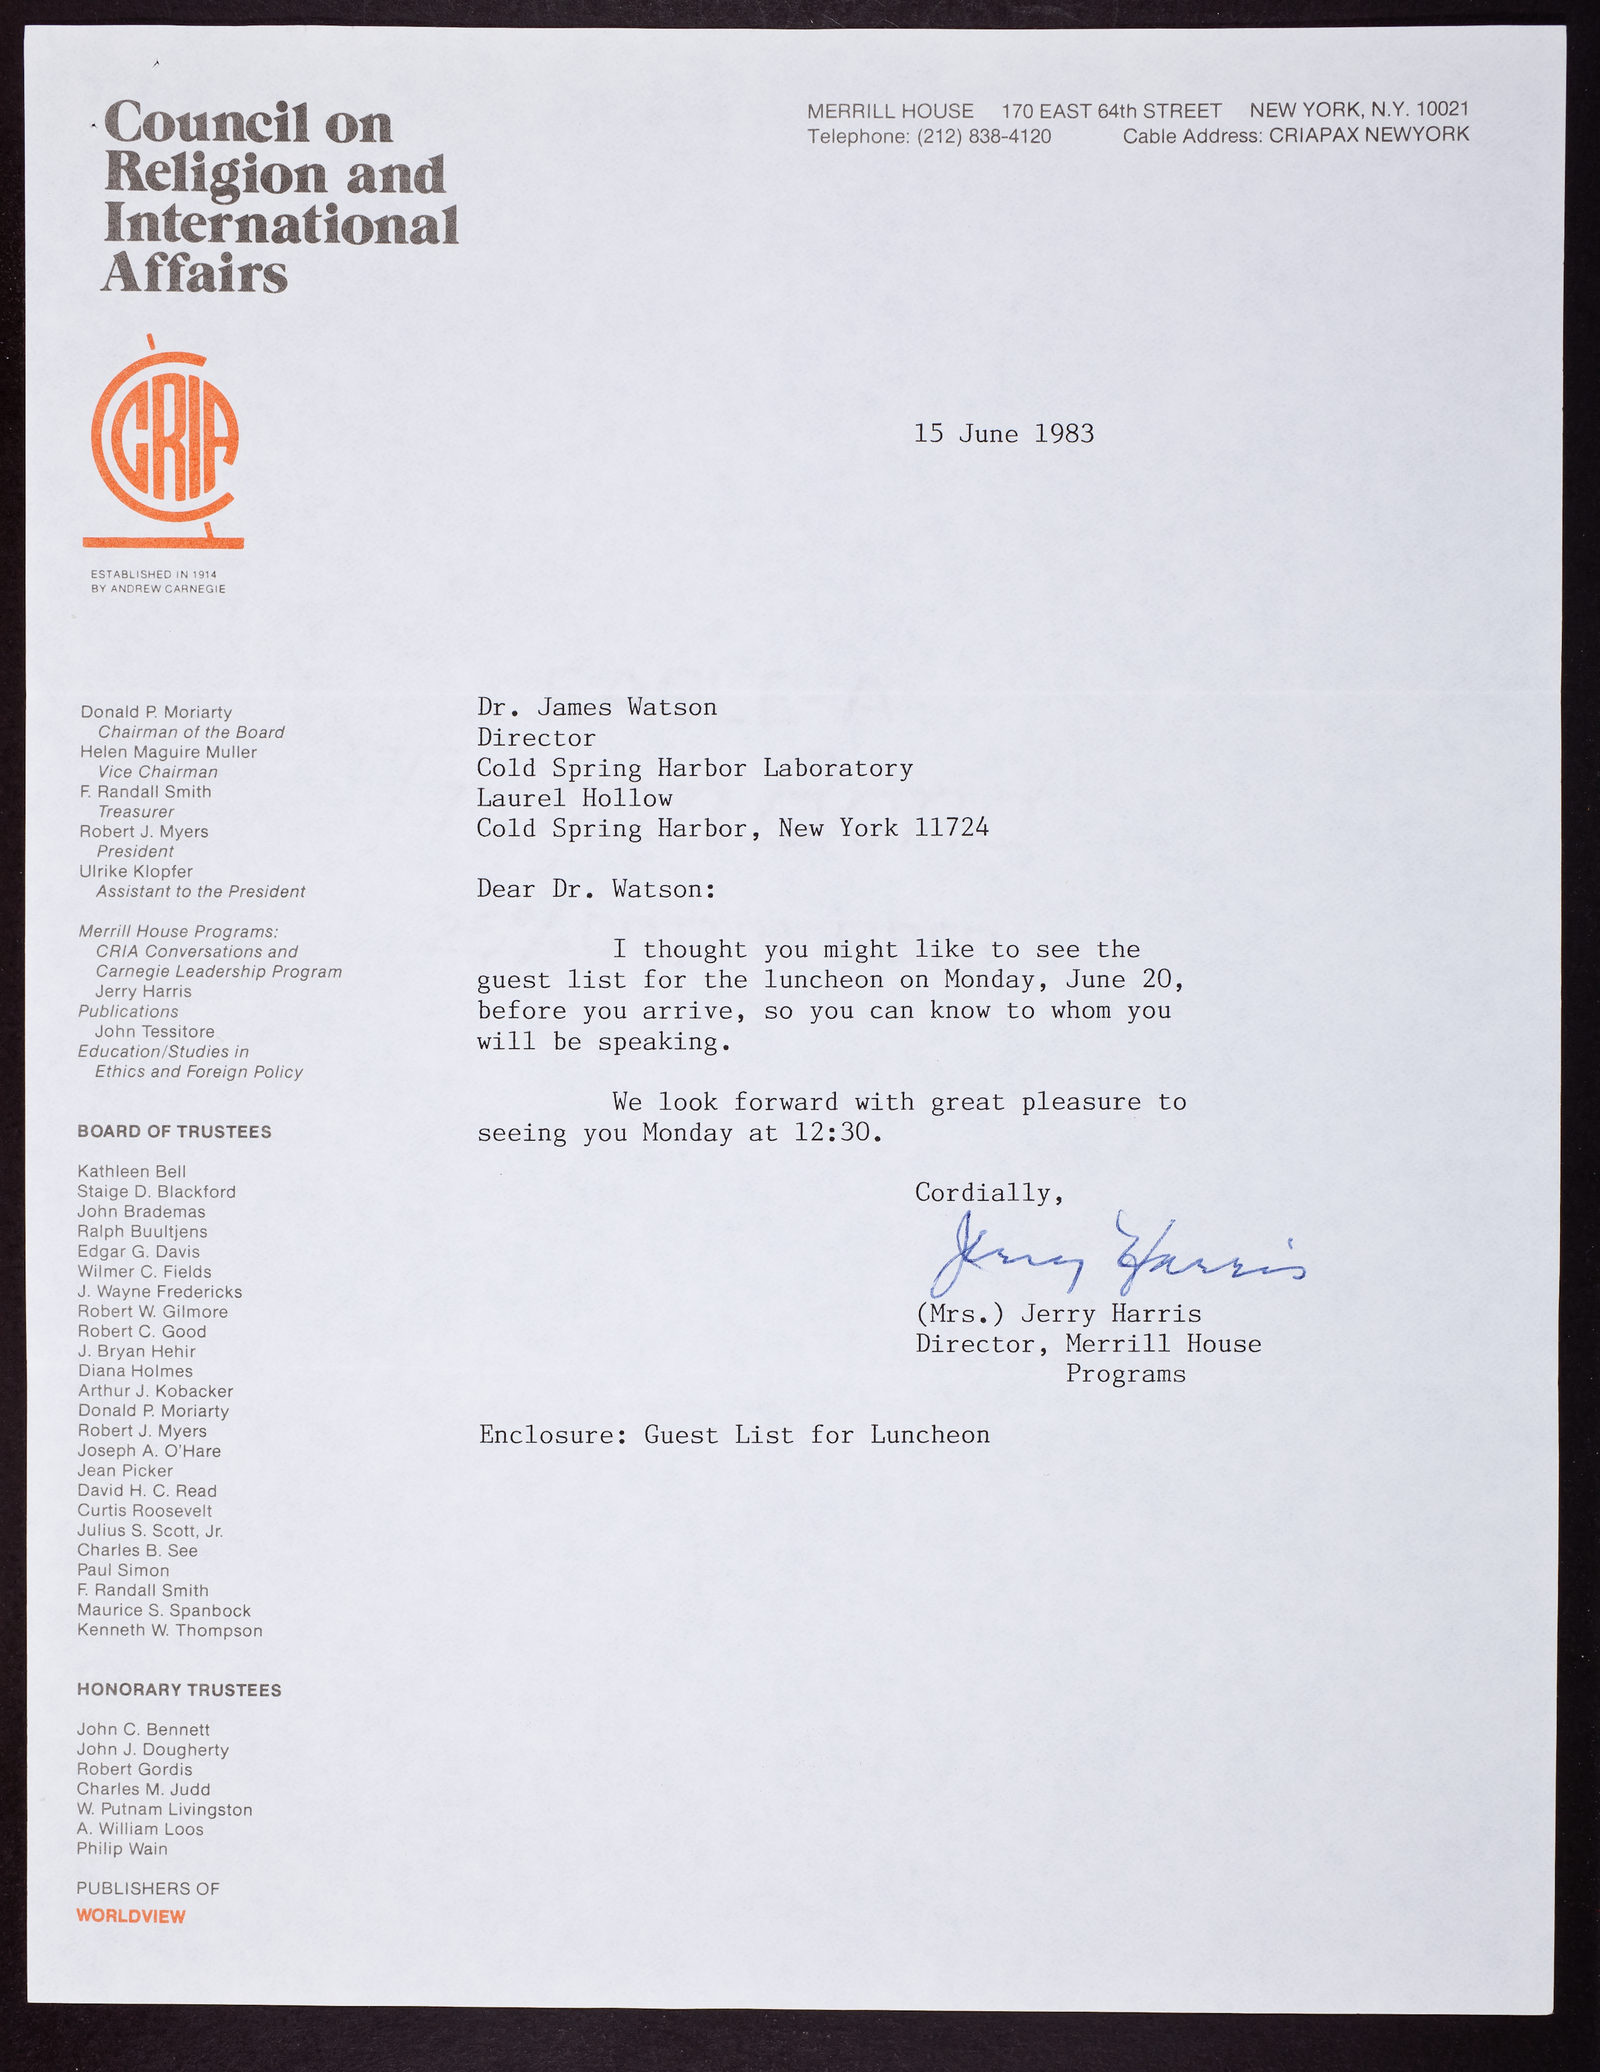 Council on
Religion and
International
Affairs
MERRILL HOUSE 170 EAST 64th STREET NEW YORK, N.Y. 10021
Telephone: (212) 838-4120 Cable Address: CRIAPAX NEWYORK
CRIA
ESTABLISHED IN 1914
BY ANDREW CARNEGIE
15 June 1983
Donald P. Moriarty
Chairman of the Board
Helen Maguire Muller
Vice Chairman
F. Randall Smith
Treasurer
Robert J. Myers
President
Ulrike Klopfer
Assistant to the President
Merrill House Programs:
CRIA Conversations and
Carnegie Leadership Program
Jerry Harris
Publications
John Tessitore
Education/Studies in
Ethics and Foreign Policy
BOARD OF TRUSTEES
Kathleen Bell
Staige D. Blackford
John Brademas
Ralph Buultjens
Edgar G. Davis
Wilmer C. Fields
J. Wayne Fredericks
Robert W. Gilmore
Robert C. Good
J. Bryan Hehir
Diana Holmes
Arthur J. Kobacker
Donald P. Moriarty
Robert J. Myers
Joseph A. O'Hare
Jean Picker
David H. C. Read
Curtis Roosevelt
Julius S. Scott, Jr.
Charles B. See
Paul Simon
F. Randall Smith
Maurice S. Spanbock
Kenneth W. Thompson
HONORARY TRUSTEES
John C. Bennett
John J. Dougherty
Robert Gordis
Charles M. Judd
W. Putnam Livingston
A. William Loos
Philip Wain
PUBLISHERS OF
WORLDVIEW
Dr. James Watson
Director
Cold Spring Harbor Laboratory
Laurel Hollow
Cold Spring Harbor, New York 11724
Dear Dr. Watson:
I thought you might like to see the
guest list for the luncheon on Monday, June 20,
before you arrive, so you can know to whom you
will be speaking.
We look forward with great pleasure to
seeing you Monday at 12:30.
Cordially,
Jerry Harris
(Mrs.) Jerry Harris
Director, Merrill House
Programs
Enclosure: Guest List for Luncheon